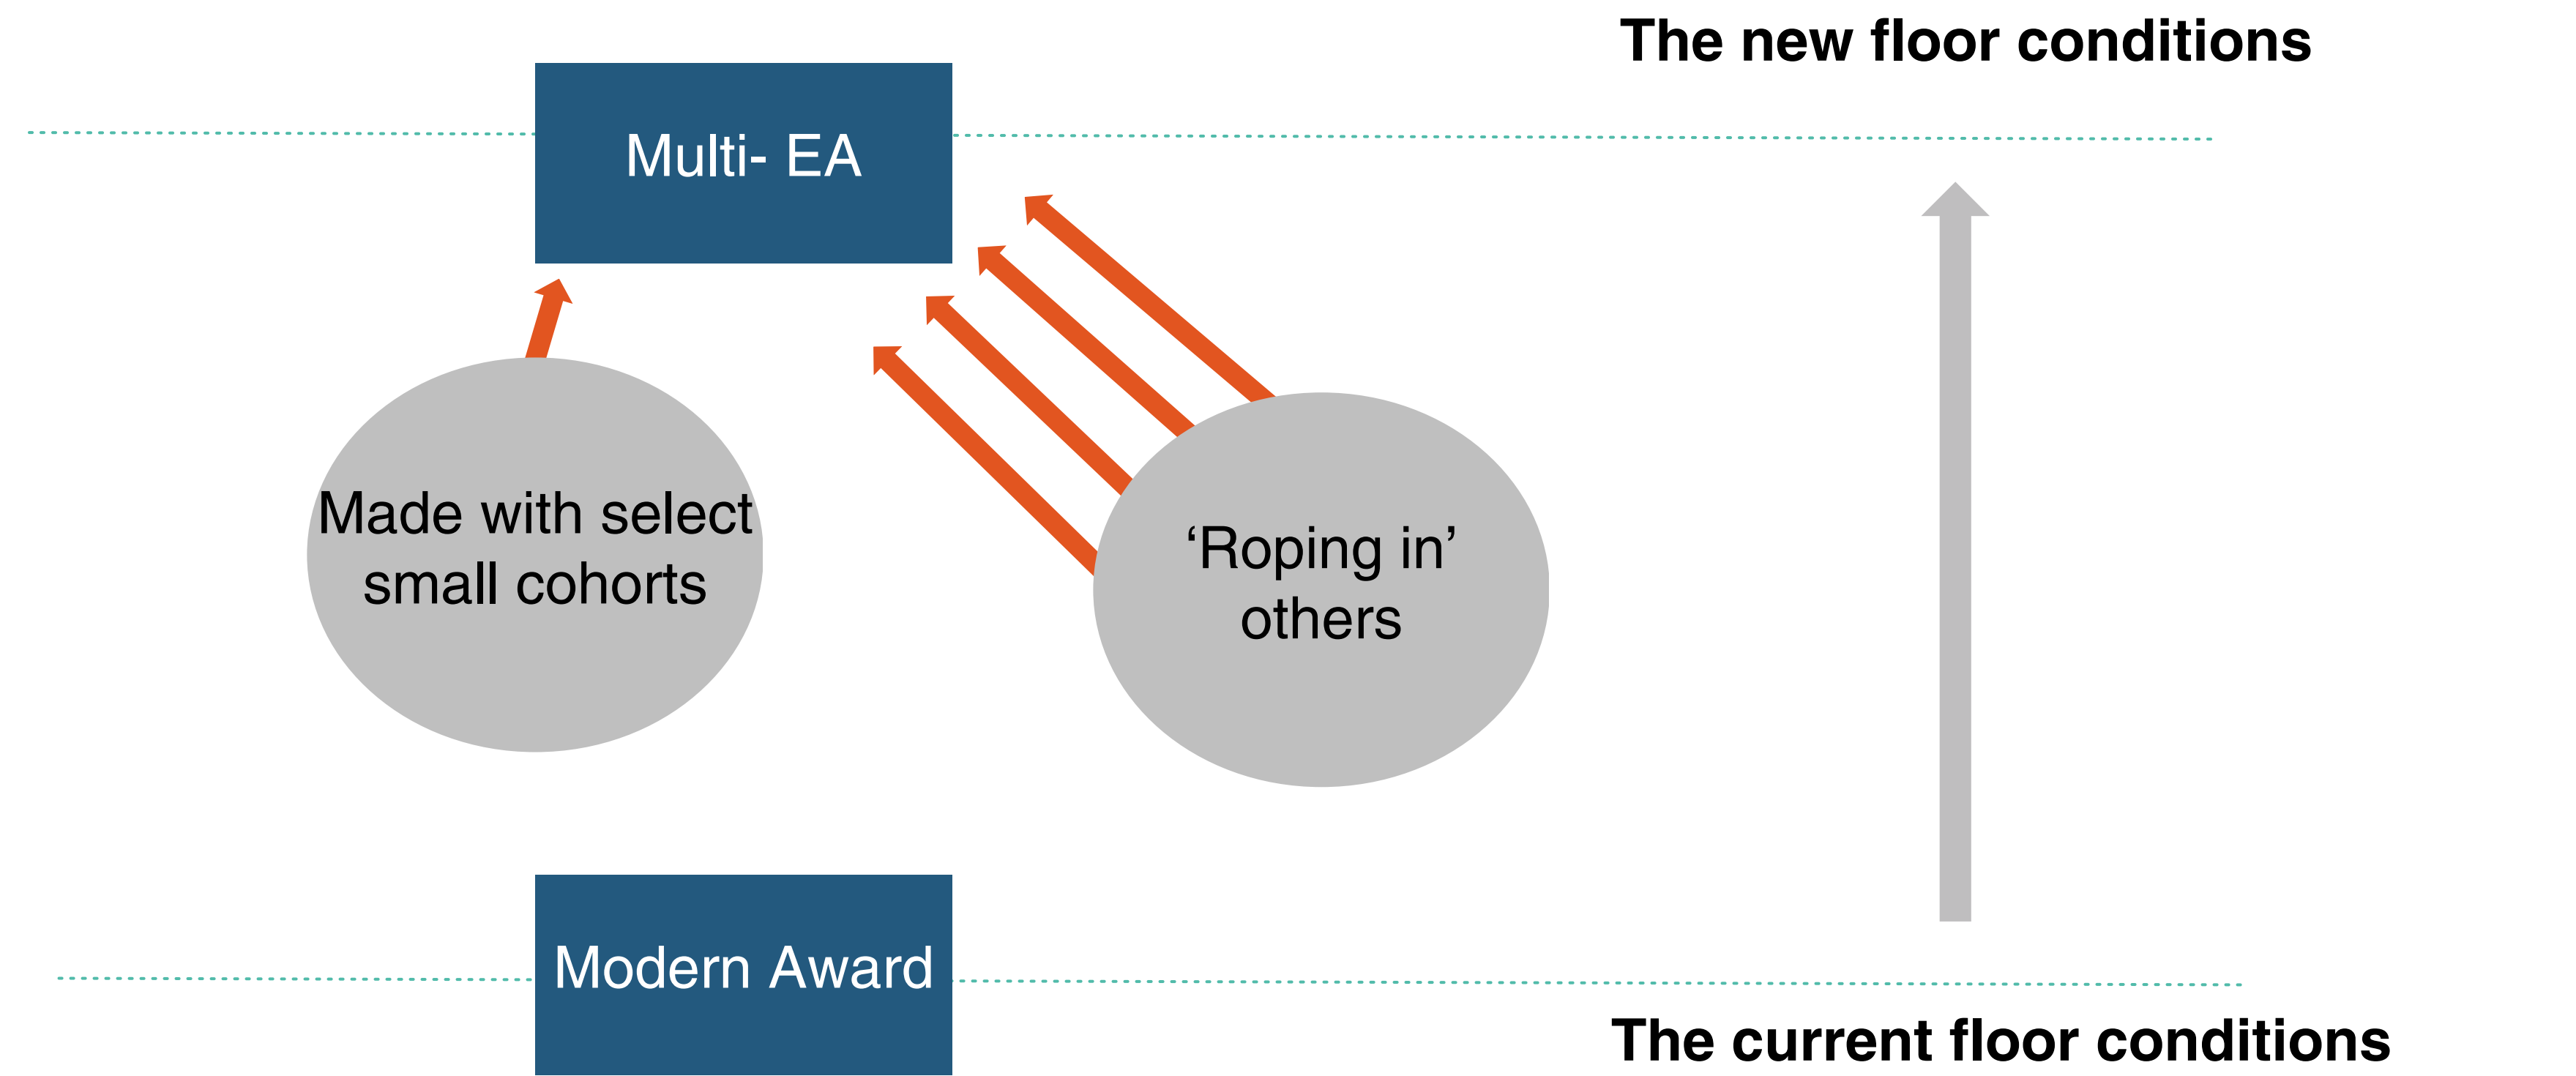 The new floor conditions
Multi- EA
Made with select
small cohorts
‘Roping in’
others
Modern Award
The current floor conditions